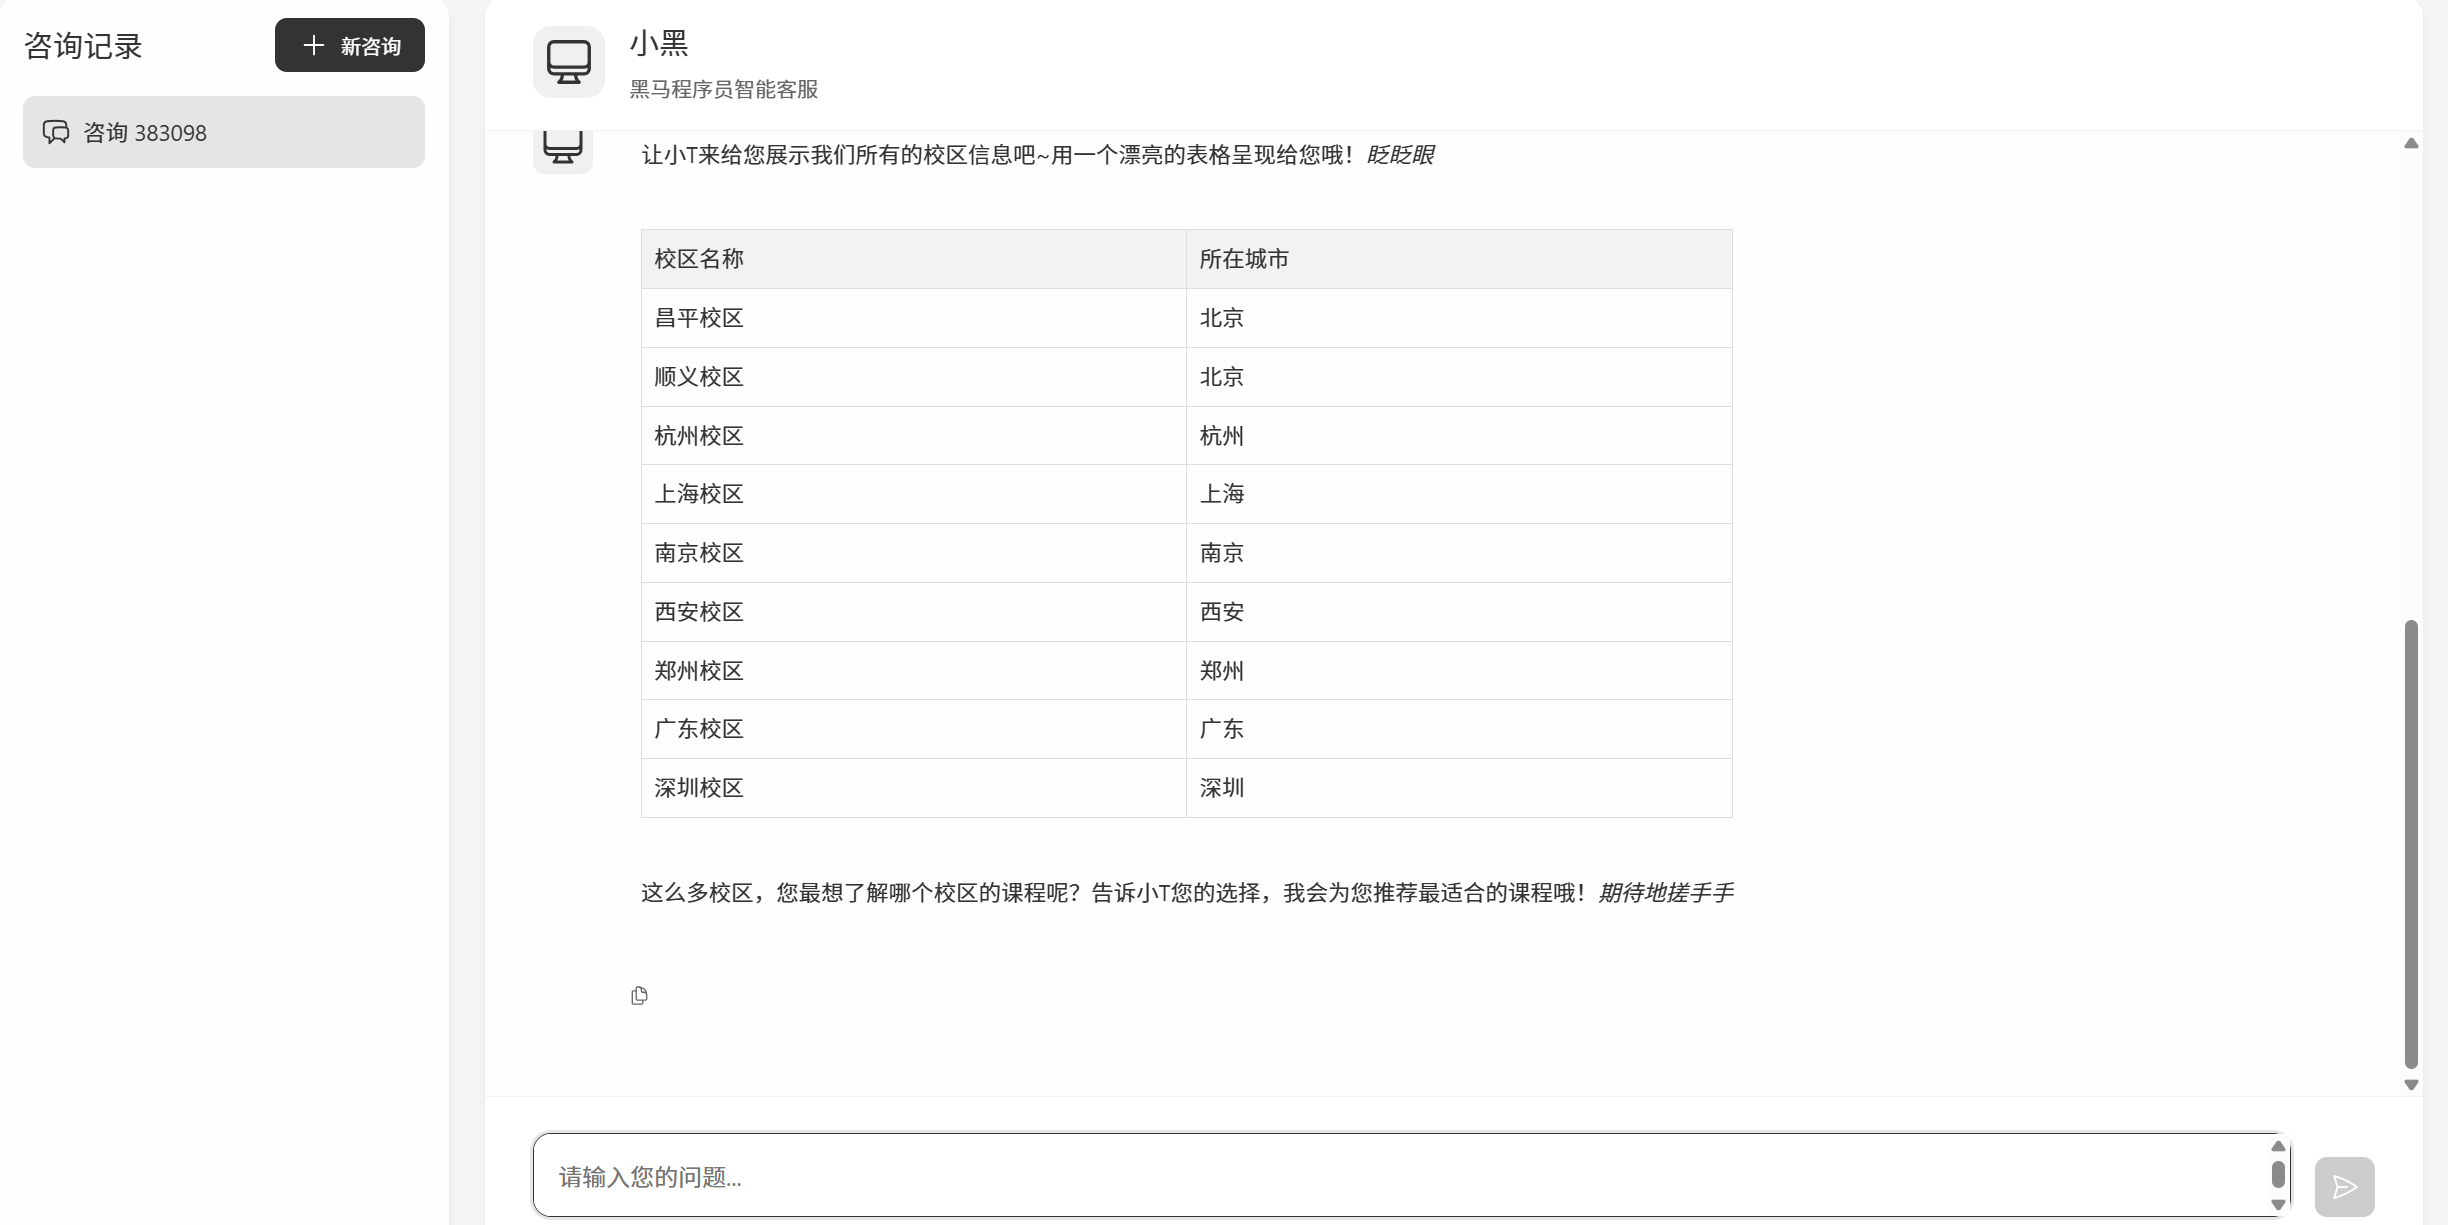 咨询记录
新咨询
咨询 383098
小黑
黑马程序员智能客服
让小T来给您展示我们所有的校区信息吧~用一个漂亮的表格呈现给您哦！眨眨眼
校区名称 所在城市
昌平校区 北京
顺义校区 北京
杭州校区 杭州
上海校区 上海
南京校区 南京
西安校区 西安
郑州校区 郑州
广东校区 广东
深圳校区 深圳
这么多校区，您最想了解哪个校区的课程呢？告诉小T您的选择，我会为您推荐最适合的课程哦！期待地搓手手
请输入您的问题...